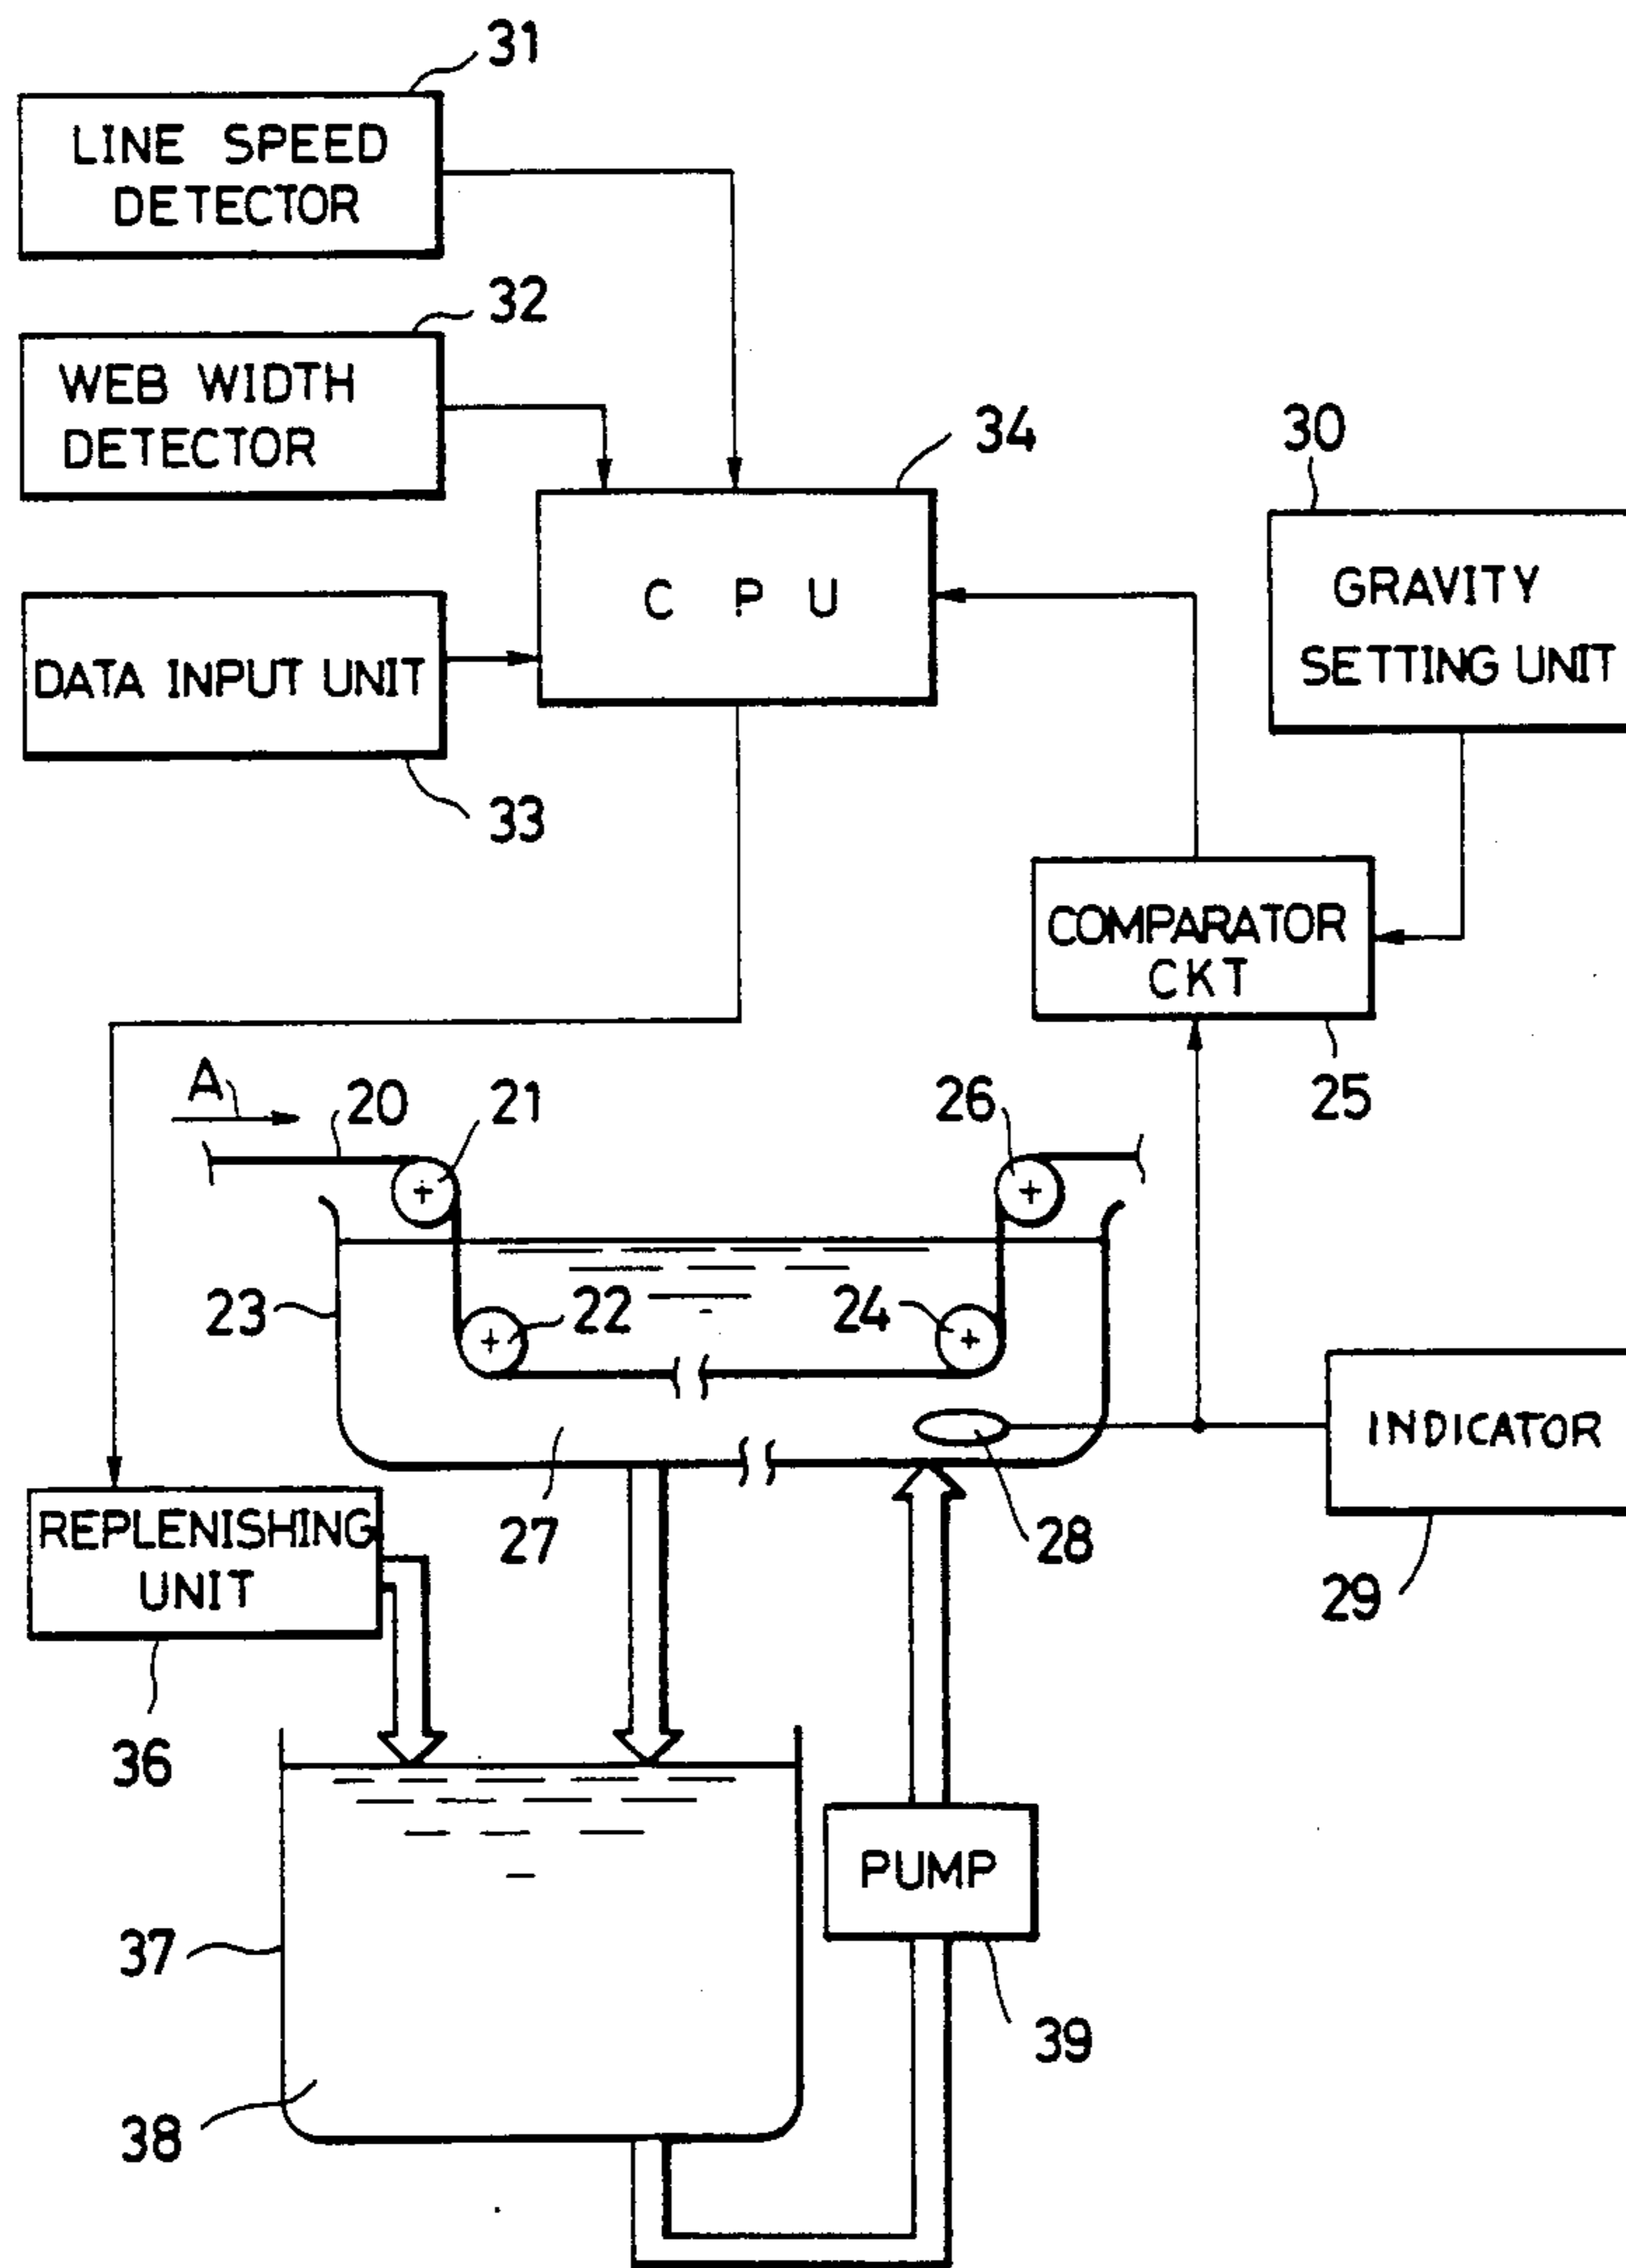 31
LINE SPEED
DETECTOR
32
WEB WIDTH
DETECTOR
34
30
C P U
GRAVITY
SETTING UNIT
DATA INPUT UNIT
33
COMPARATOR
CKT
25
A
20
21
26
23
22
24
INDICATOR
REPLENISHING
UNIT
27
28
29
36
PUMP
37
39
38